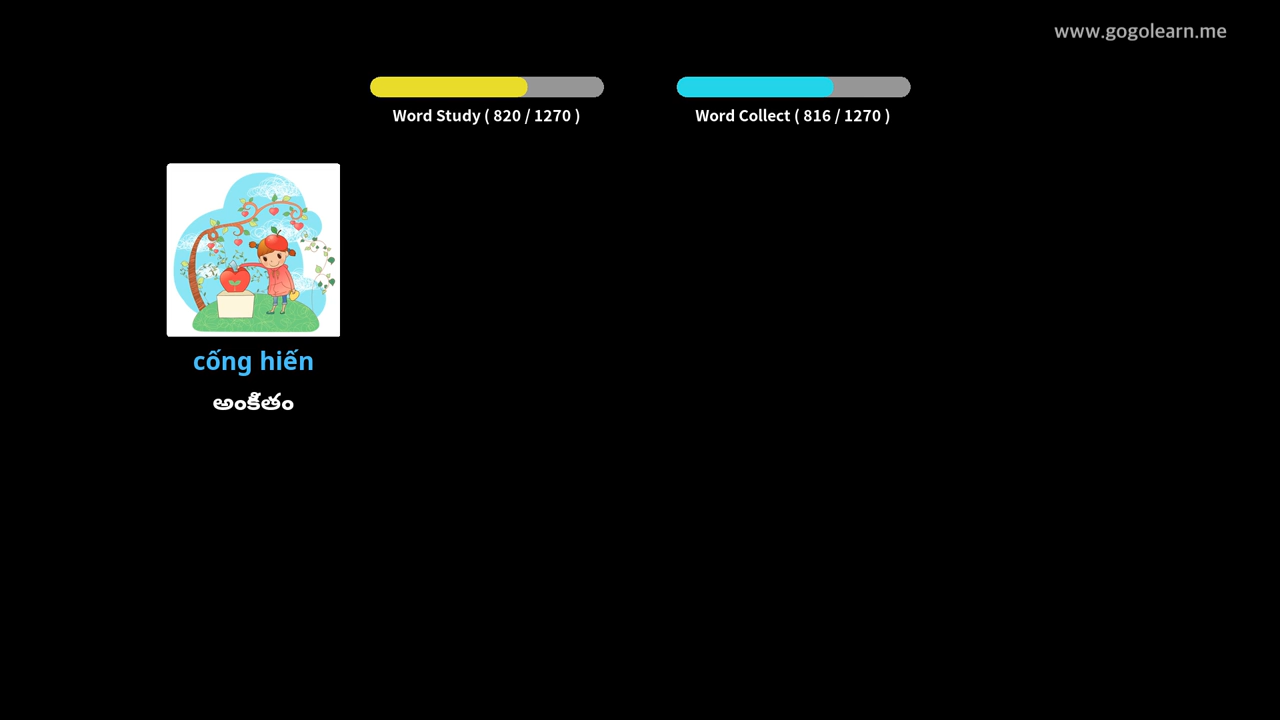 www.gogolearn.me
Word Study ( 820 / 1270 )
Word Collect ( 816 / 1270 )
cống hiến
అంకితం